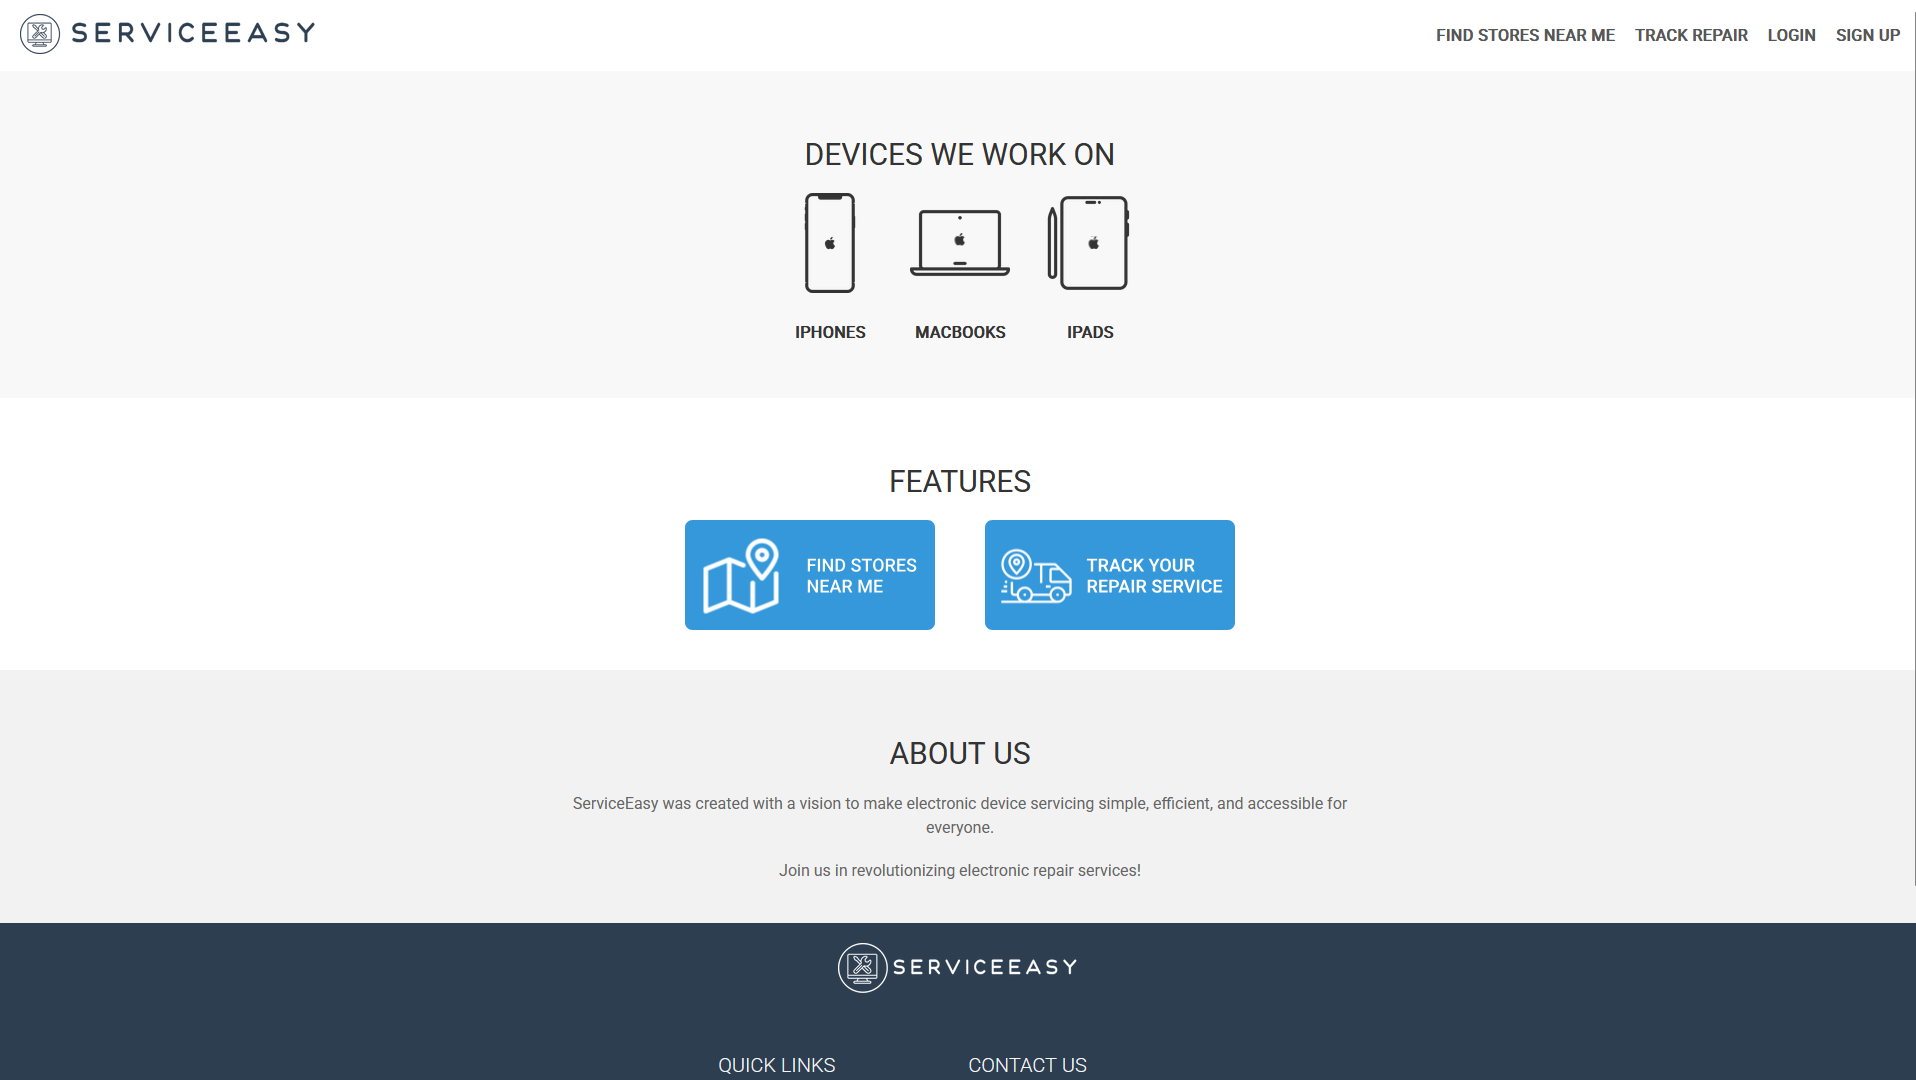 SERVICEEASY
FIND STORES NEAR ME
TRACK REPAIR
LOGIN
SIGN UP
DEVICES WE WORK ON
IPHONES
MACBOOKS
IPADS
FEATURES
FIND STORES
NEAR ME
TRACK YOUR
REPAIR SERVICE
ABOUT US
ServiceEasy was created with a vision to make electronic device servicing simple, efficient, and accessible for
everyone.
Join us in revolutionizing electronic repair services!
SERVICEEASY
QUICK LINKS
CONTACT US